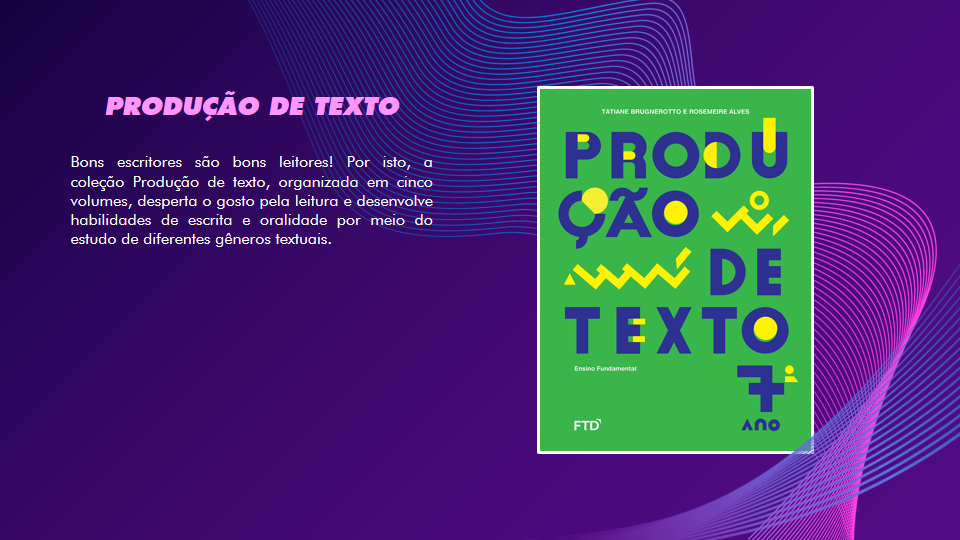 PRODUÇÃO DE TEXTO
Bons escritores são bons leitores! Por isto, a
coleção Produção de texto, organizada em cinco
volumes, desperta o gosto pela leitura e desenvolve
habilidades de escrita e oralidade por meio do
estudo de diferentes gêneros textuais.
TATIANE BRUGNEROTTO E ROSEMEIRE ALVES
PRODU
ÇÃO
DE
TEXTO
Ensino Fundamental
7
ANO
FTD